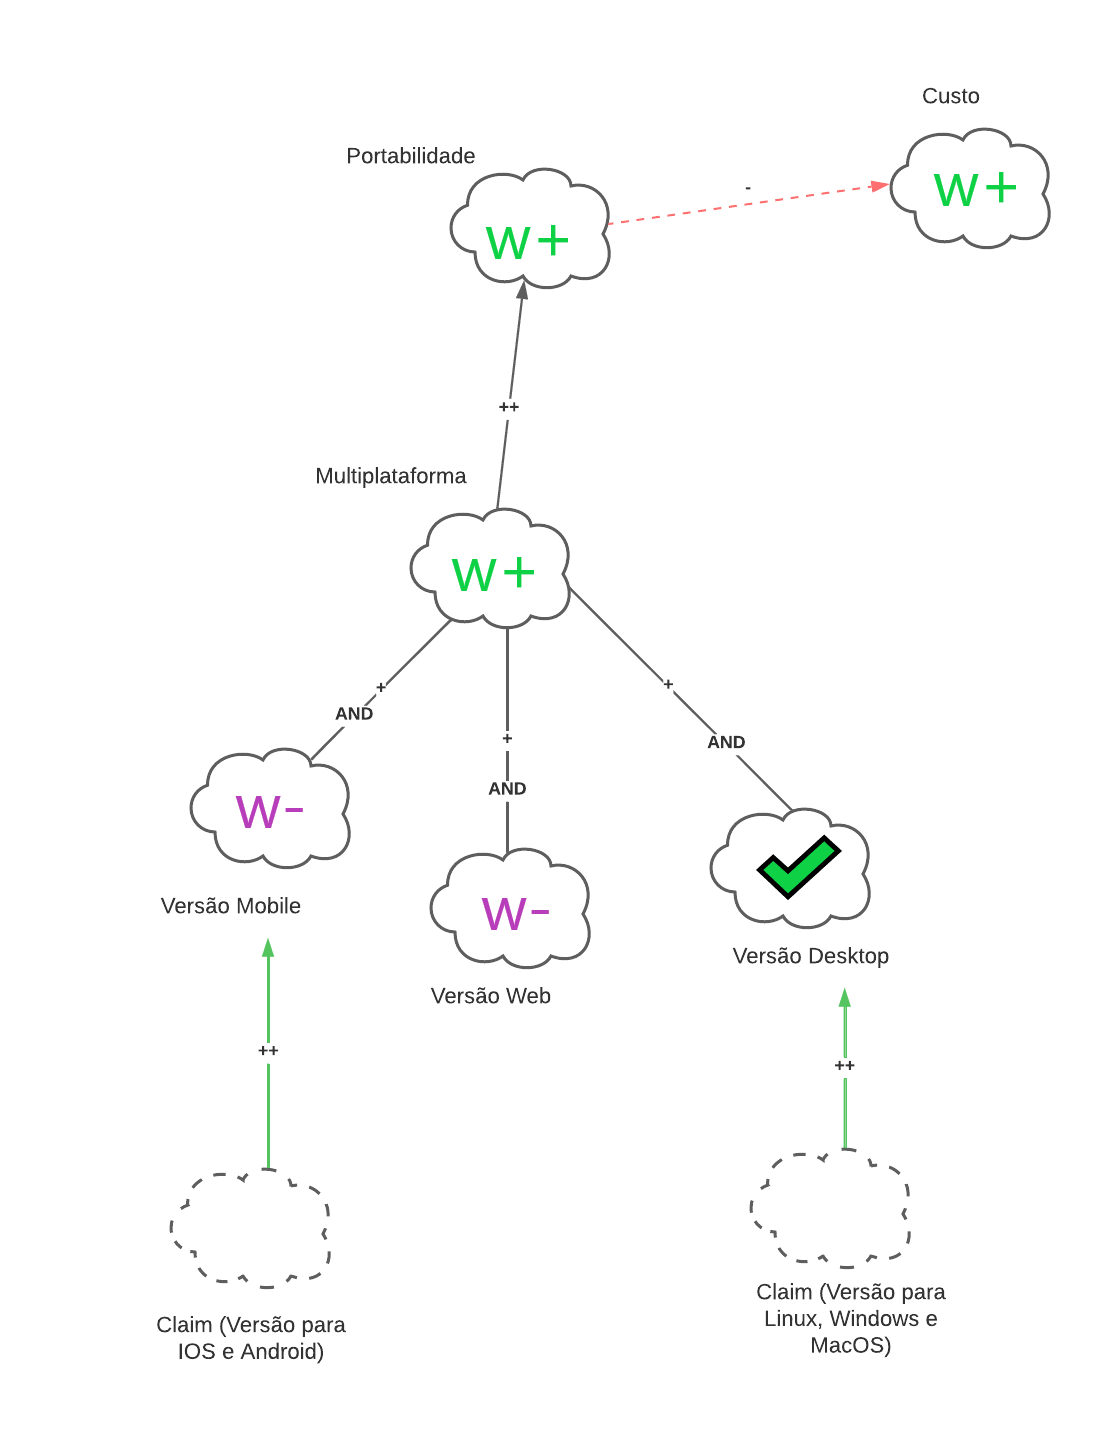 Custo
W+
Portabilidade
-
W+
++
Multiplataforma
W+
+
AND
+
AND
+
AND
W-
Versão Mobile
W-
Versão Web
Versão Desktop
++
++
Claim (Versão para
IOS e Android)
Claim (Versão para
Linux, Windows e
MacOS)